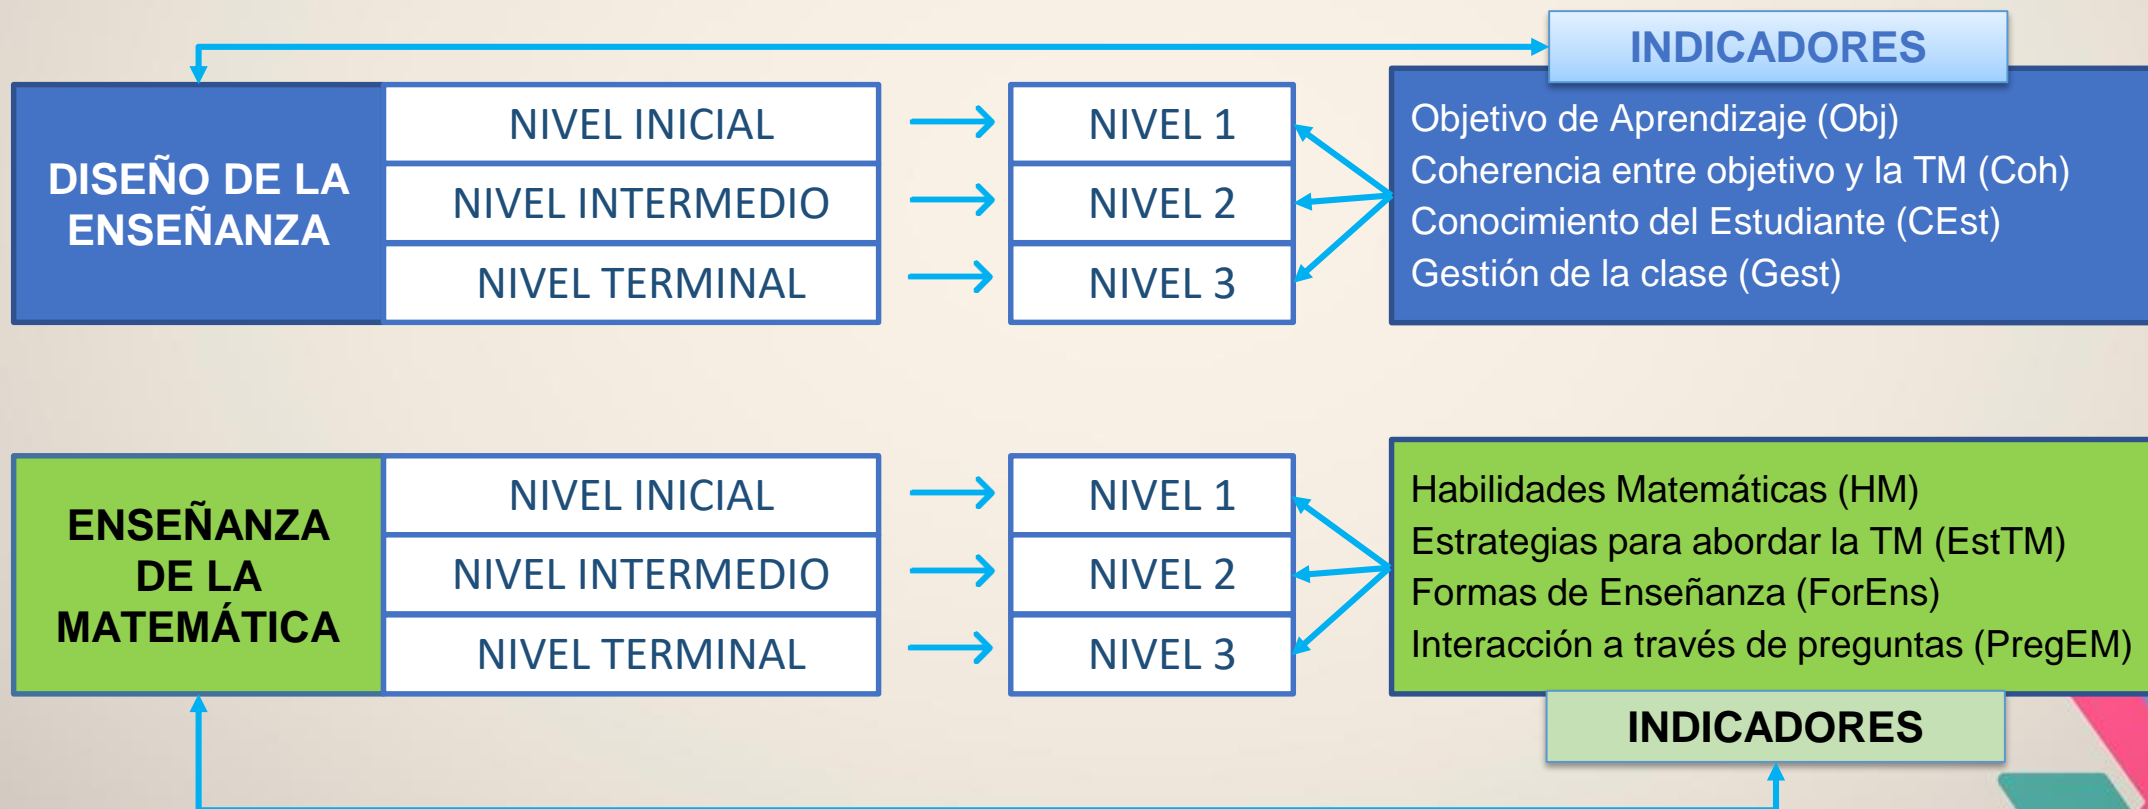 INDICADORES
DISEÑO DE LA
ENSEÑANZA
NIVEL INICIAL
NIVEL INTERMEDIO
NIVEL TERMINAL
NIVEL 1
NIVEL 2
NIVEL 3
Objetivo de Aprendizaje (Obj)
Coherencia entre objetivo y la TM (Coh)
Conocimiento del Estudiante (CEst)
Gestión de la clase (Gest)
ENSEÑANZA
DE LA
MATEMÁTICA
NIVEL INICIAL
NIVEL INTERMEDIO
NIVEL TERMINAL
NIVEL 1
NIVEL 2
NIVEL 3
Habilidades Matemáticas (HM)
Estrategias para abordar la TM (EstTM)
Formas de Enseñanza (ForEns)
Interacción a través de preguntas (PregEM)
INDICADORES